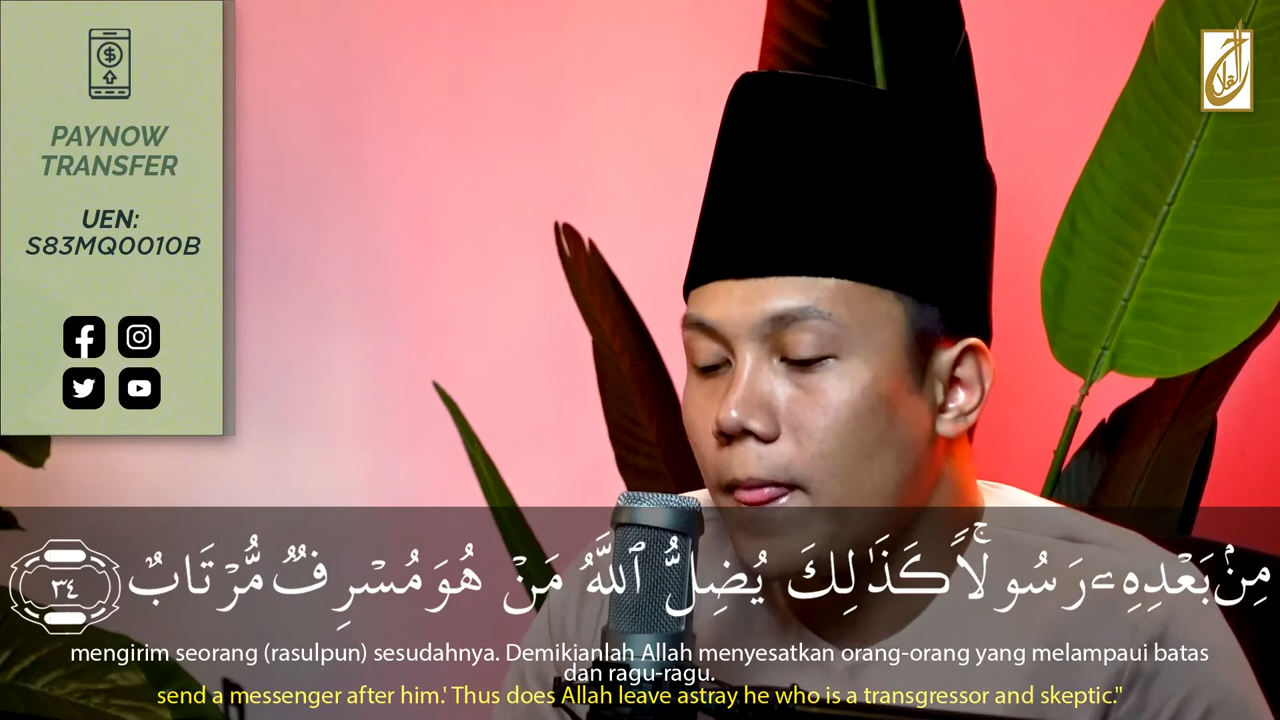 PAYNOW
TRANSFER
UEN:
S83MQ0010B
القلم
مِنۢ بَعْدِهِۦ رَسُولًاۚ كَذَٰلِكَ يُضِلُّ ٱللَّهُ مَنْ هُوَ مُسْرِفٌ مُّرْتَابٌ ٣٤
mengirim seorang (rasulpun) sesudahnya. Demikianlah Allah menyesatkan orang-orang yang melampaui batas
dan ragu-ragu.
send a messenger after him.' Thus does Allah leave astray he who is a transgressor and skeptic."